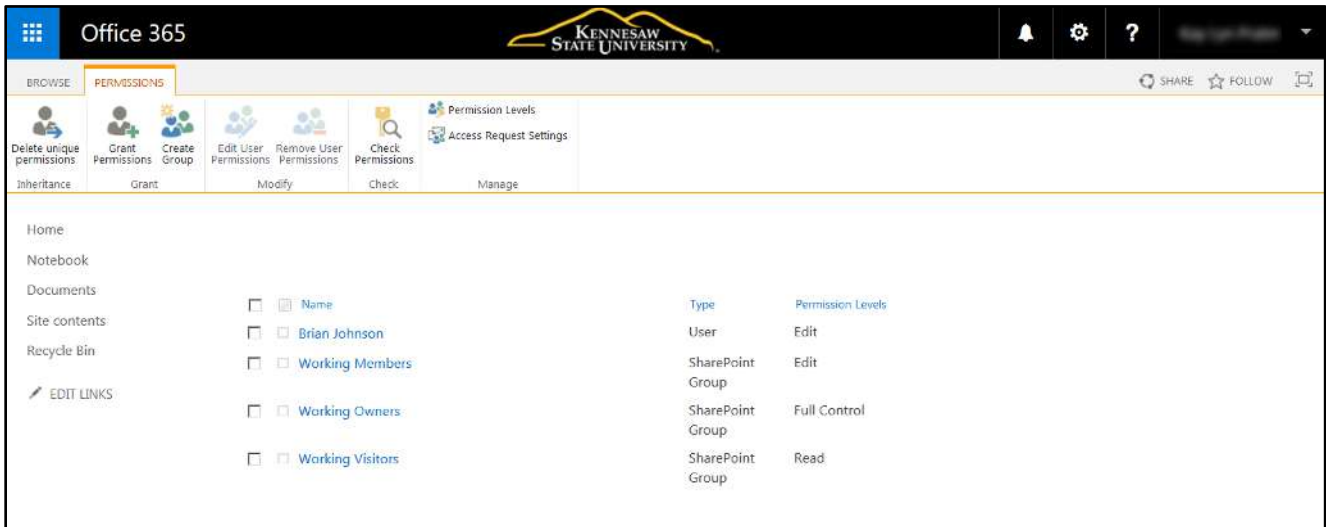 Office 365
KENNESAW
STATE UNIVERSITY
?
BROWSE PERMISSIONS SHARE FOLLOW
Delete unique permissions
Grant Permissions
Create Group
Edit User Permissions
Remove User Permissions
Check Permissions
Permission Levels
Access Request Settings
Inheritance Grant Modify Check Manage
Home
Notebook
Documents
Site contents
Recycle Bin
EDIT LINKS
Name Type Permission Levels
Brian Johnson User Edit
Working Members SharePoint Group Edit
Working Owners SharePoint Group Full Control
Working Visitors SharePoint Group Read